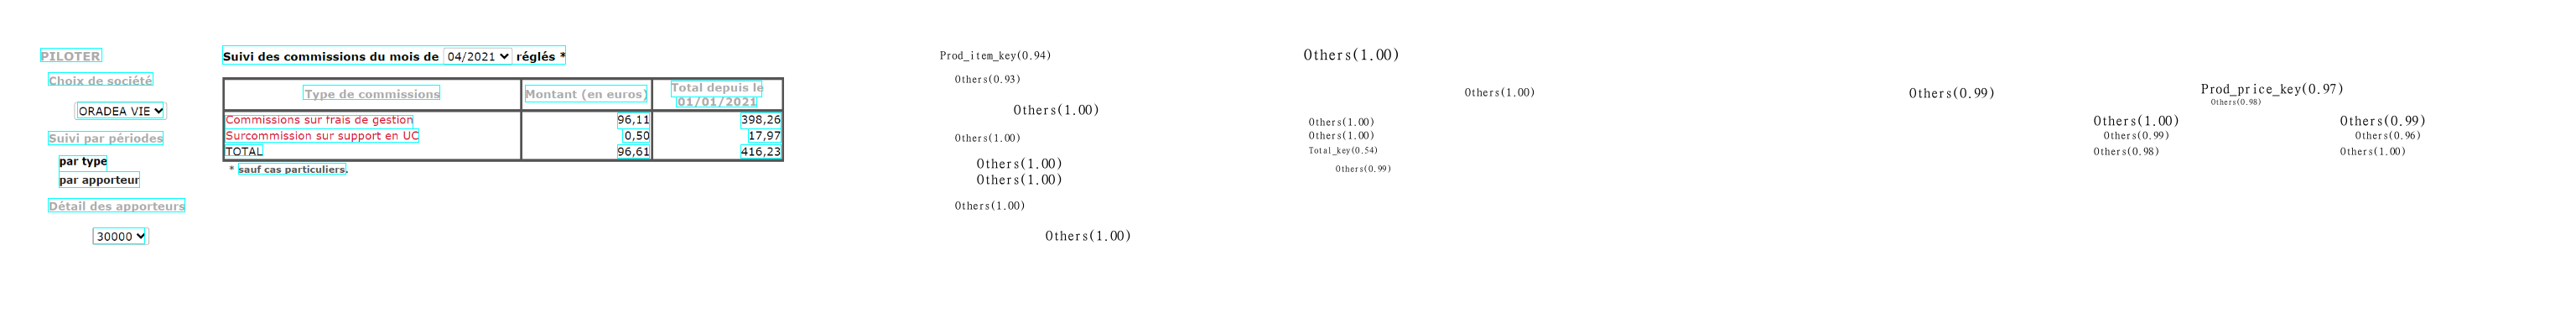 PILOTER
Choix de société
ORADEA VIE
Suivi par périodes
par type
par apporteur
Détail des apporteurs
30000
Suivi des commissions du mois de 04/2021 réglés *
Type de commissions Montant (en euros) Total depuis le
01/01/2021
Commissions sur frais de gestion 96,11 398,26
Surcommission sur support en UC 0,50 17,97
TOTAL 96,61 416,23
* sauf cas particuliers.
Prod_item_key(0.94)
Others(0.93)
Others(1.00)
Others(1.00)
Others(1.00)
Others(1.00)
Others(1.00)
Others(1.00)
Others(1.00)
Others(1.00) Others(0.99) Prod_price_key(0.97)
Others(0.98)
Others(1.00) Others(1.00) Others(0.99)
Others(1.00) Others(0.99) Others(0.96)
Total_key(0.54) Others(0.98) Others(1.00)
Others(0.99)